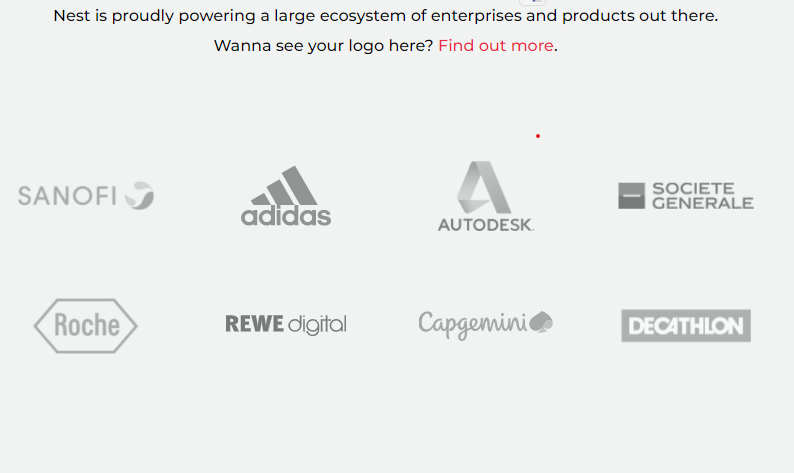 Nest is proudly powering a large ecosystem of enterprises and products out there.
Wanna see your logo here? Find out more.
SANOFI
adidas
AUTODESK
SOCIETE
GENERALE
Roche
REWE digital
Capgemini
DECATHLON